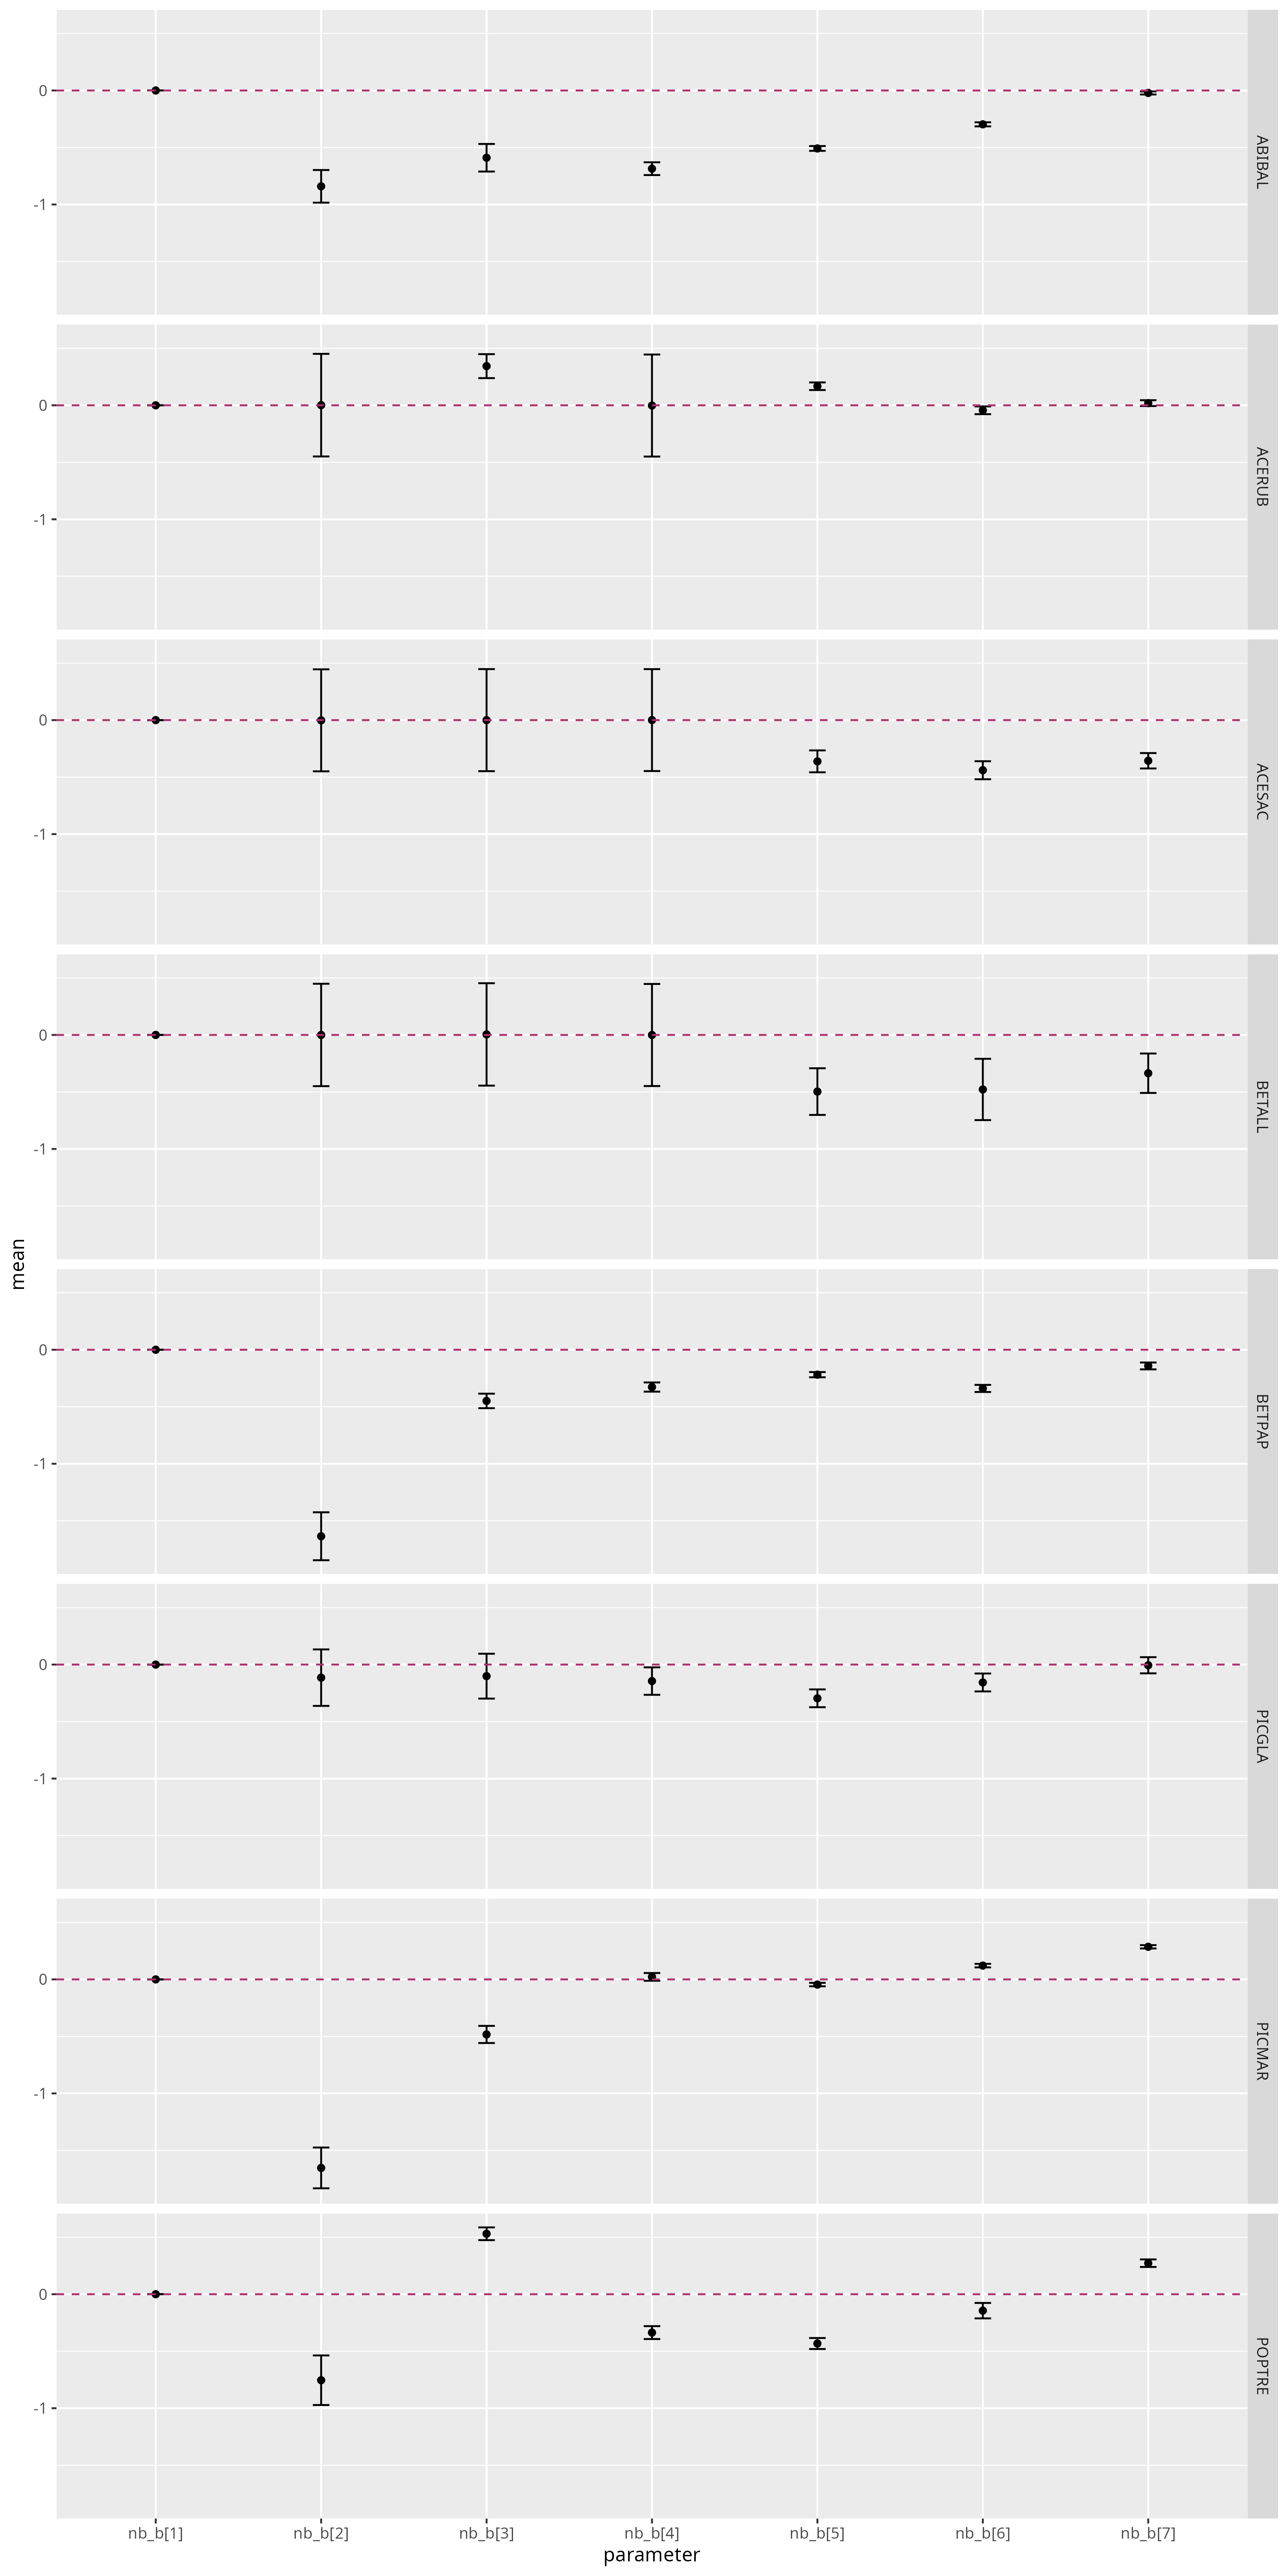 0
-1
ABIBAL
0
-1
ACERUB
0
-1
ACESAC
0
-1
BETALL
mean
0
-1
BETPAP
0
-1
PICGLA
0
-1
PICMAR
0
-1
POPTRE
nb_b[1] nb_b[2] nb_b[3] nb_b[4] nb_b[5] nb_b[6] nb_b[7]
parameter